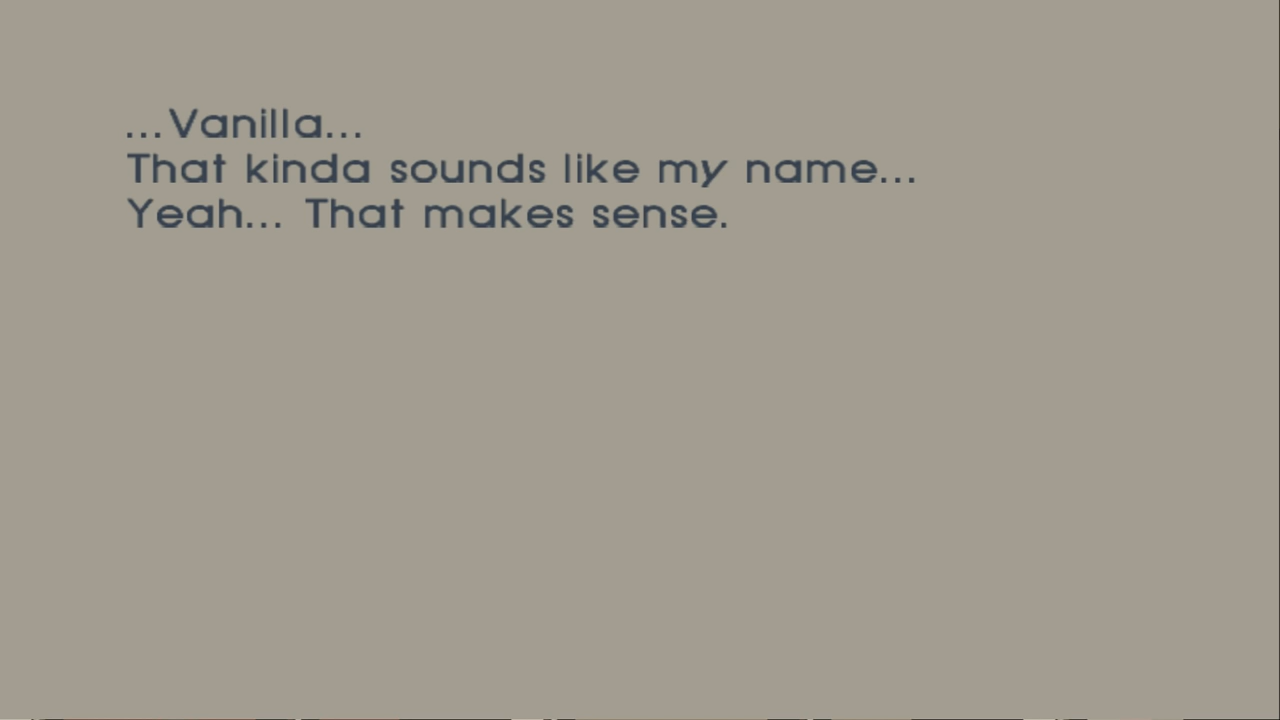 ...Vanilla...
That kinda sounds like my name...
Yeah... That makes sense.